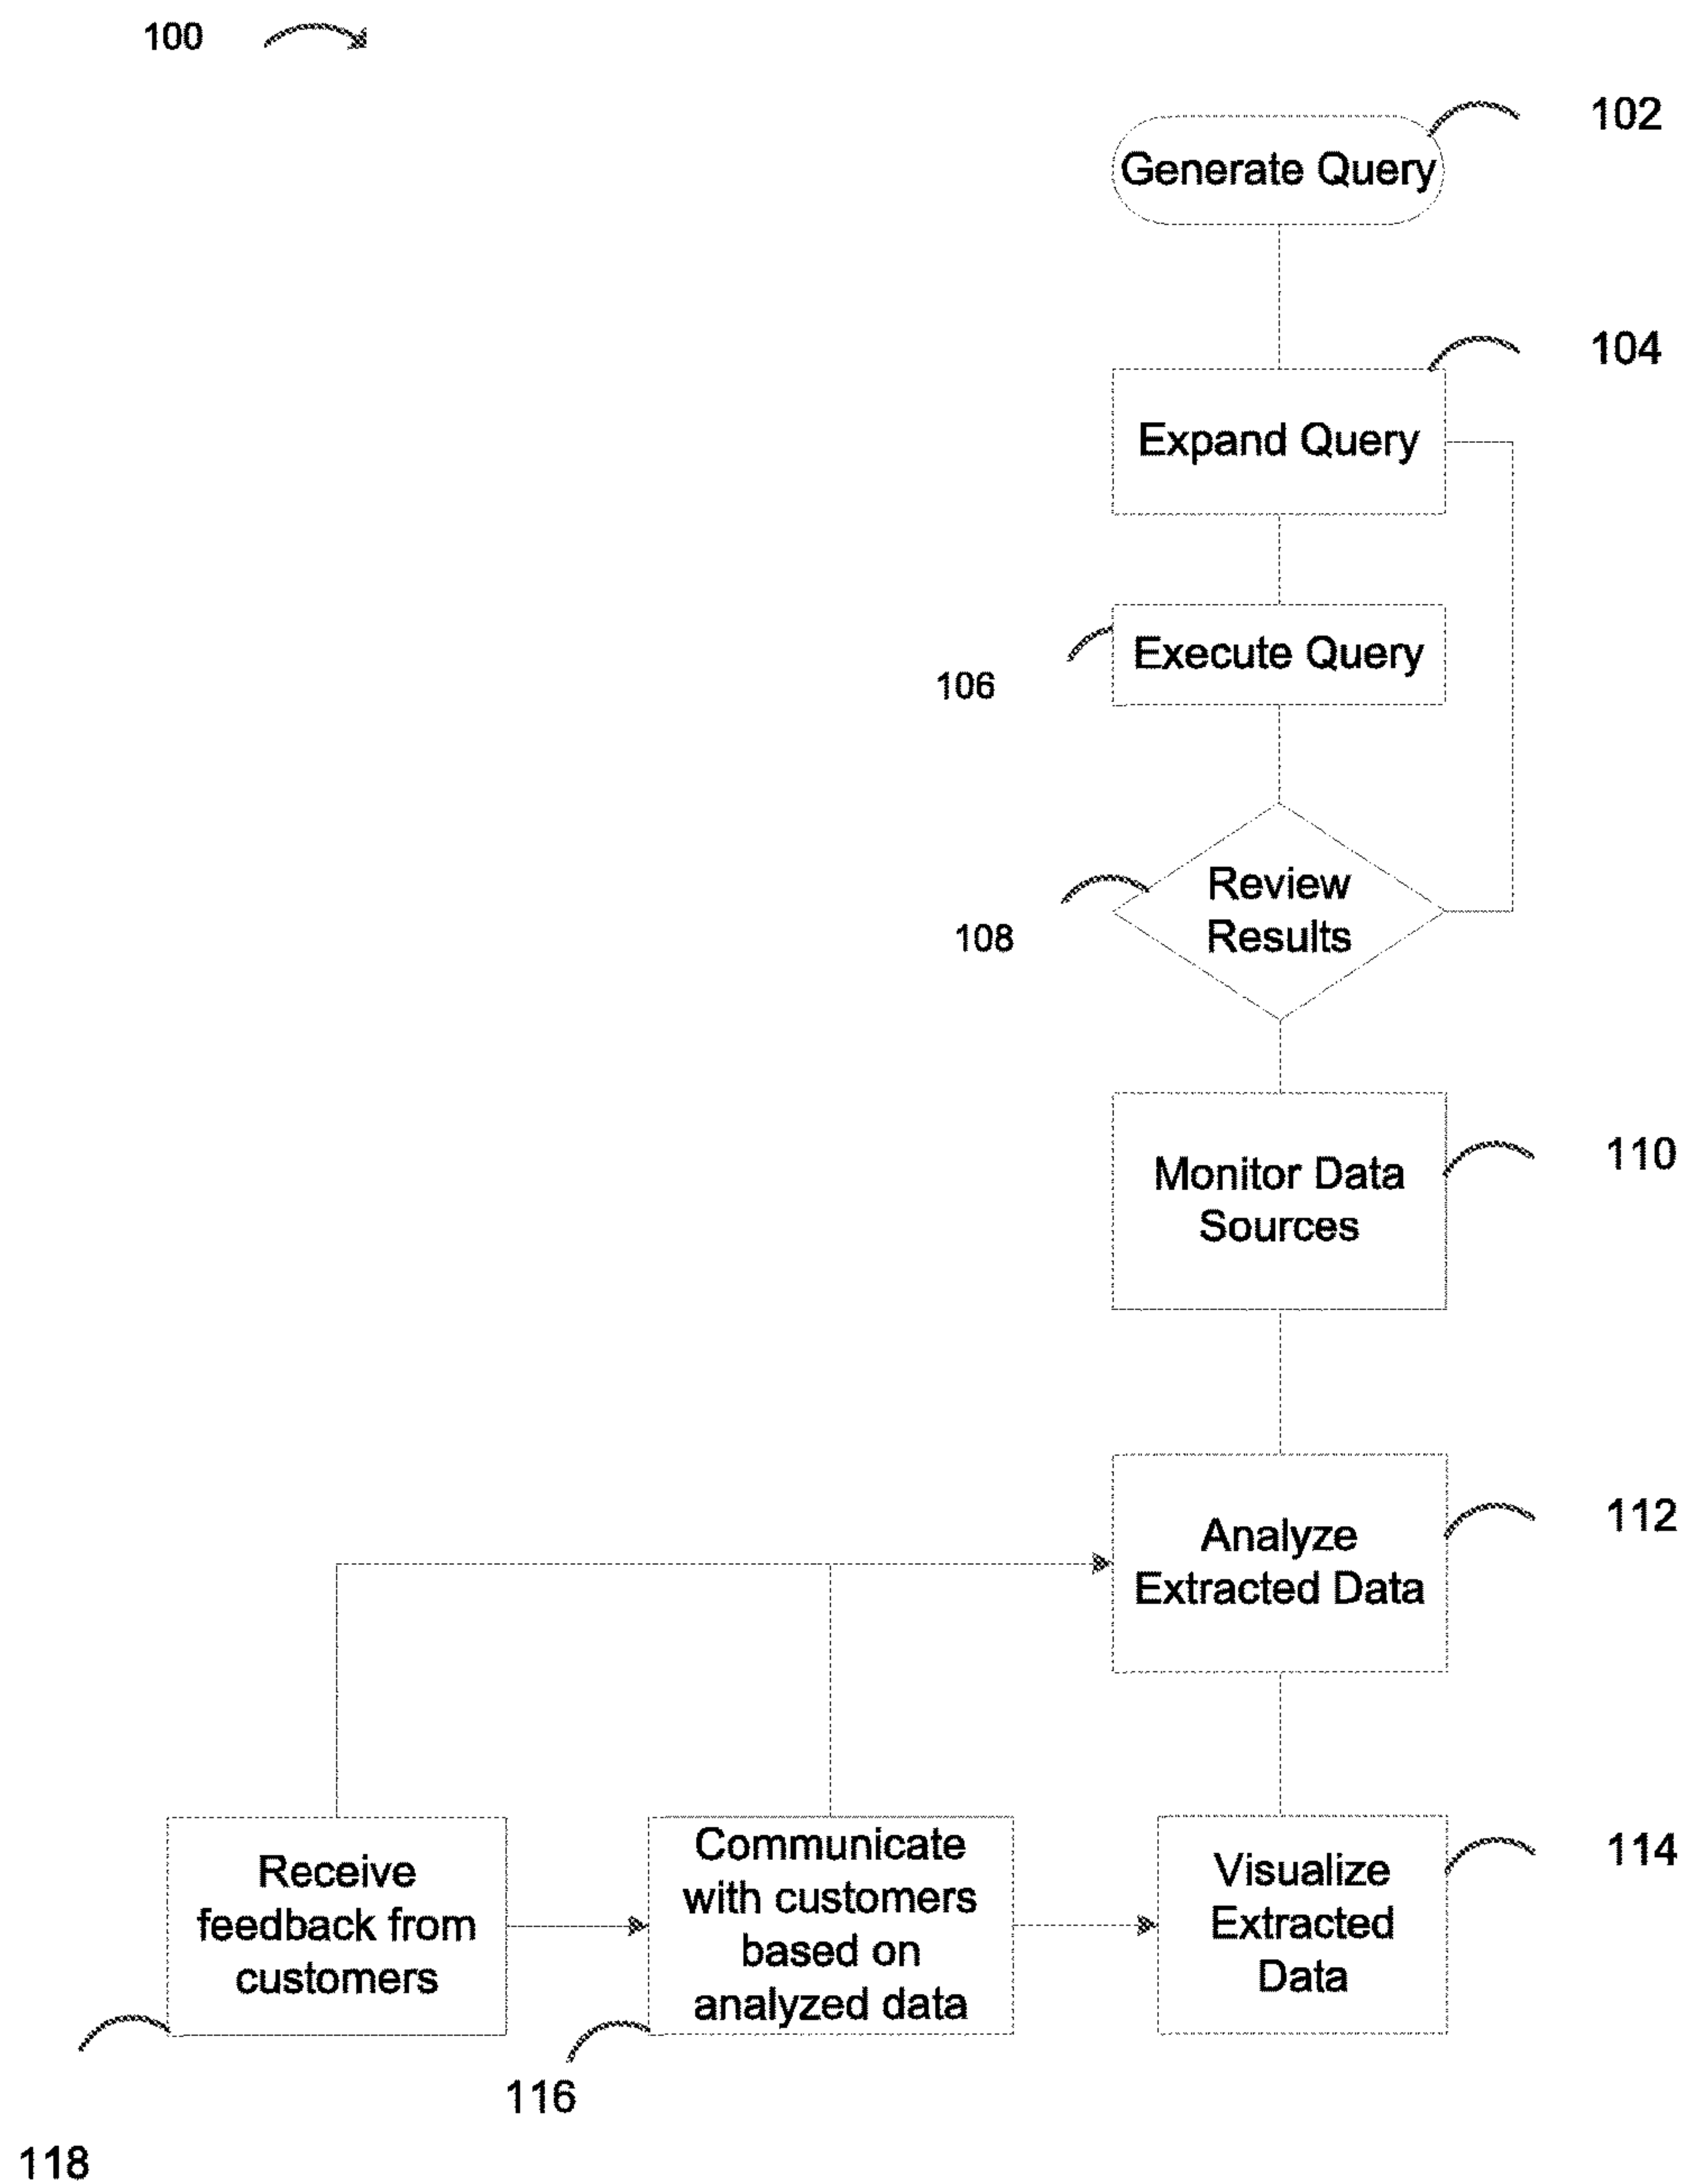 100
102
Generate Query
104
Expand Query
Execute Query
106
Review
Results
108
110
Monitor Data
Sources
112
Analyze
Extracted Data
Receive
feedback from
customers
Communicate
with customers
based on
analyzed data
114
Visualize
Extracted
Data
116
118